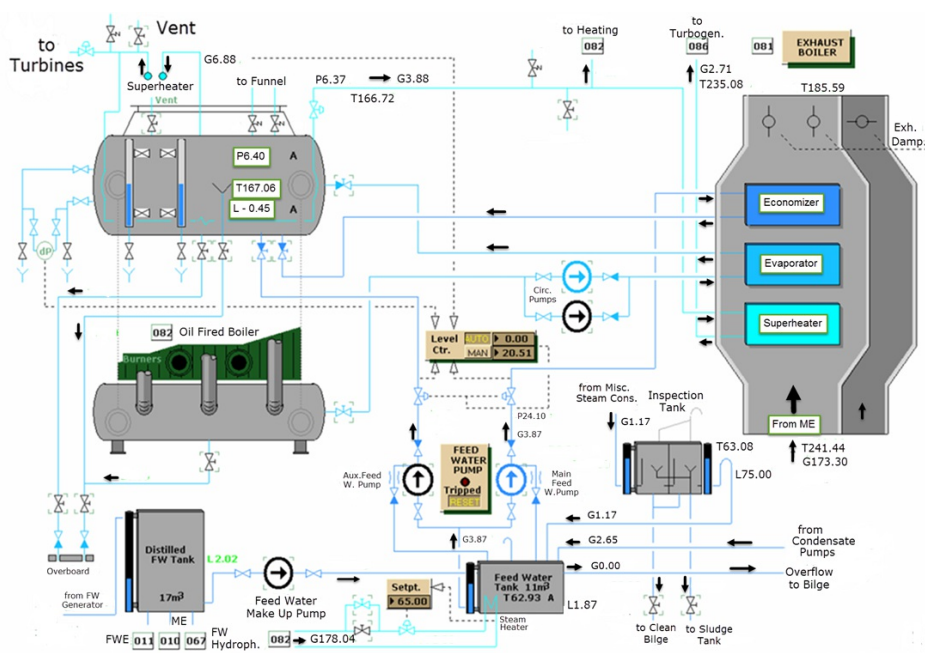 Vent
to
Turbines
G6.88
Superheater
Vent
to Funnel
P6.37
G3.88
T166.72
to Heating
082
to
Turbogen.
086
081
EXHAUST
BOILER
G2.71
T235.08
T185.59
Exh.
Damp.
P6.40
A
T167.06
L - 0.45
A
dP
Economizer
Evaporator
Superheater
Circ.
Pumps
082
Oil Fired Boiler
Burners
Level
Ctr.
AUTO
0.00
MAN
20.51
From ME
T241.44
G173.30
P24.10
G3.87
from Misc.
Steam Cons.
G1.17
Inspection
Tank
T63.08
L75.00
Aux.Feed
W. Pump
FEED
WATER
PUMP
Tripped
RESET
Main
Feed
W.Pump
G1.17
G3.87
G2.65
from
Condensate
Pumps
G0.00
Overflow
to Bilge
Distilled
FW Tank
17m3
L2.02
Overboard
from FW
Generator
Feed Water
Make Up Pump
Setpt.
65.00
Feed Water
Tank 11m3
T62.93 A
L1.87
Steam
Heater
ME
FWE
011
010
067
FW
Hydroph.
082
G178.04
to Clean
Bilge
to Sludge
Tank